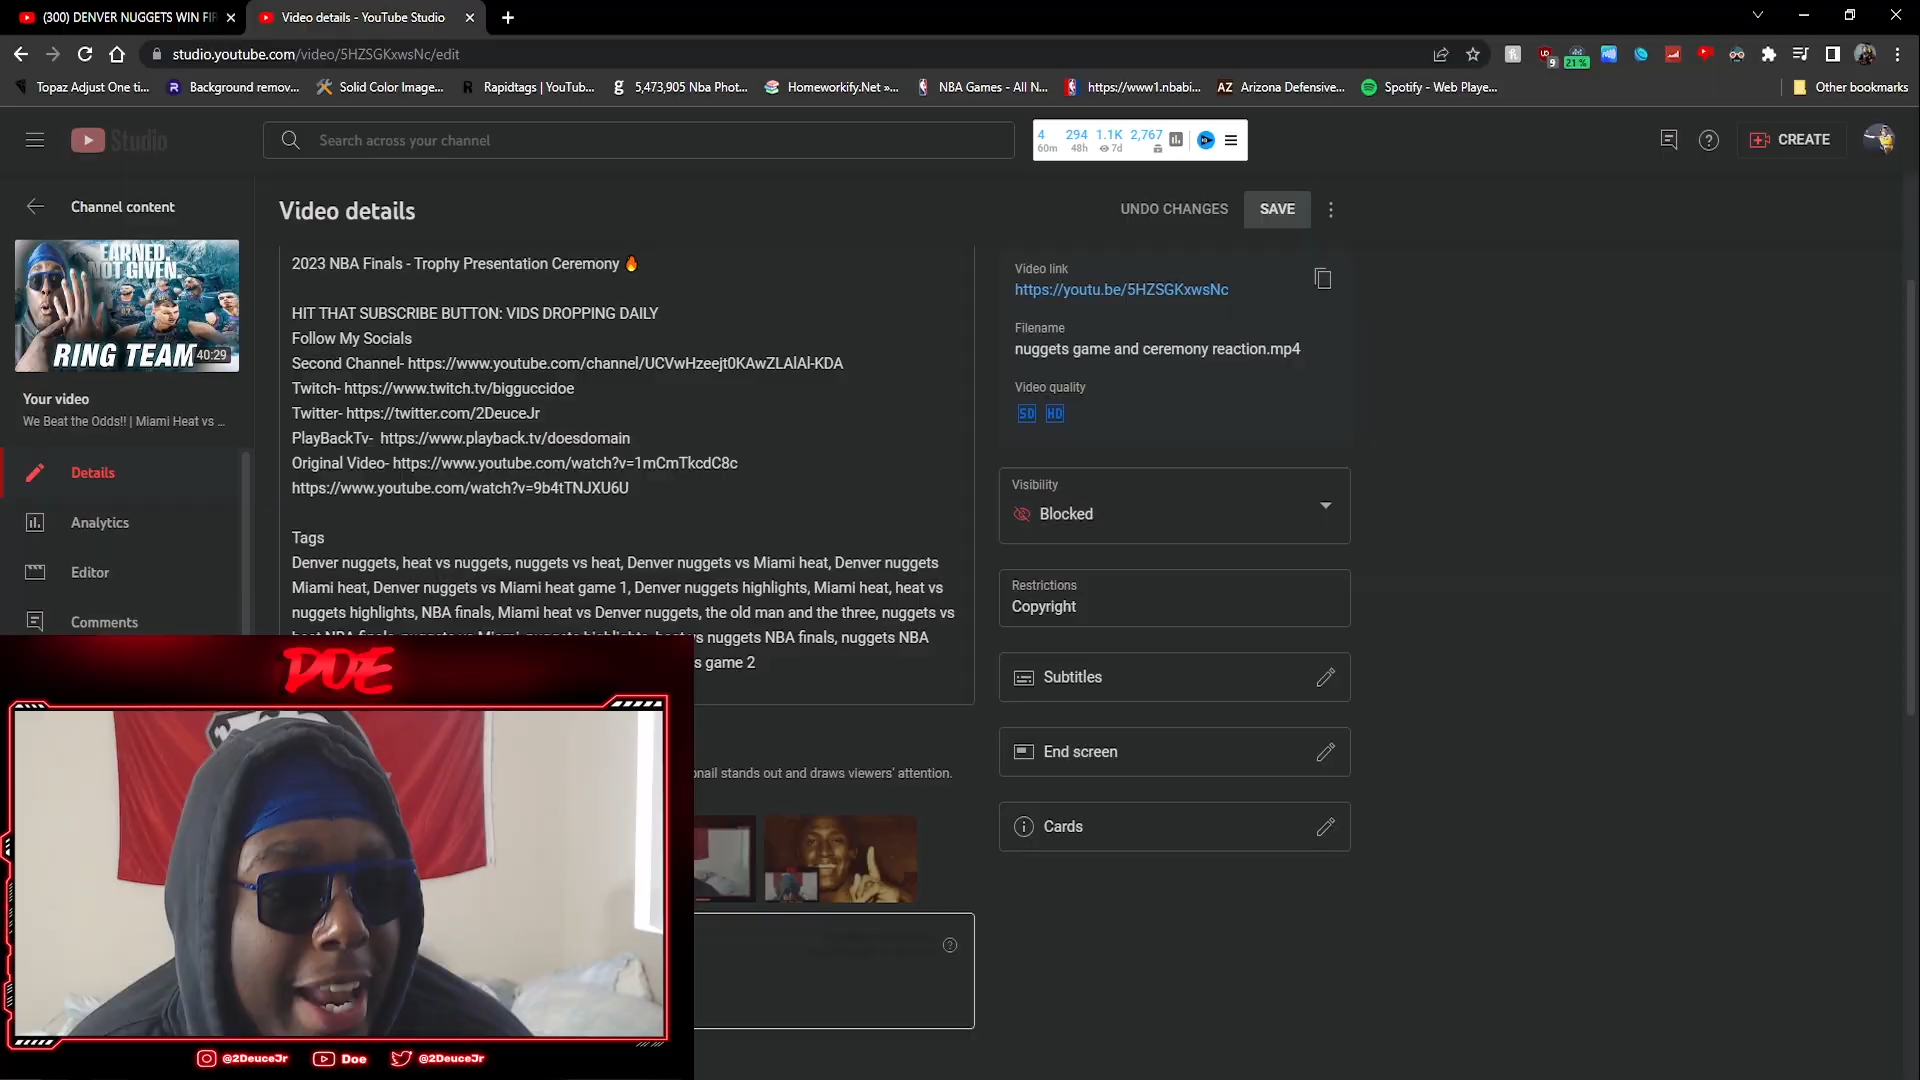 (300) DENVER NUGGETS WIN FIR
Video details - YouTube Studio
studio.youtube.com/video/5HZSGKxwsNc/edit
9
21%
Topaz Adjust One ti...
Background remov...
Solid Color Image...
Rapidtags | YouTub...
5,473,905 Nba Phot...
Homeworkify.Net »...
NBA Games - All N...
https://www1.nbabi...
AZ
Arizona Defensive...
Spotify - Web Playe...
Other bookmarks
Studio
Search across your channel
4 294 1.1K 2,767
60m 48h 7d
CREATE
Channel content
EARNED.
NOT GIVEN.
RING TEAM
40:29
Your video
We Beat the Odds!! | Miami Heat vs ...
Details
Analytics
Editor
Comments
Video details
UNDO CHANGES
SAVE
2023 NBA Finals - Trophy Presentation Ceremony 🔥
HIT THAT SUBSCRIBE BUTTON: VIDS DROPPING DAILY
Follow My Socials
Second Channel- https://www.youtube.com/channel/UCVwHzeejt0KAwZLAlAl-KDA
Twitch- https://www.twitch.tv/bigguccidoe
Twitter- https://twitter.com/2DeuceJr
PlayBackTv- https://www.playback.tv/doesdomain
Original Video- https://www.youtube.com/watch?v=1mCmTkcdC8c
https://www.youtube.com/watch?v=9b4tTNJXU6U
Tags
Denver nuggets, heat vs nuggets, nuggets vs heat, Denver nuggets vs Miami heat, Denver nuggets
Miami heat, Denver nuggets vs Miami heat game 1, Denver nuggets highlights, Miami heat, heat vs
nuggets highlights, NBA finals, Miami heat vs Denver nuggets, the old man and the three, nuggets vs
vs nuggets NBA finals, nuggets NBA
s game 2
nail stands out and draws viewers' attention.
Video link
https://youtu.be/5HZSGKxwsNc
Filename
nuggets game and ceremony reaction.mp4
Video quality
SD HD
Visibility
Blocked
Restrictions
Copyright
Subtitles
End screen
Cards
DOE
@2DeuceJr
Doe
@2DeuceJr